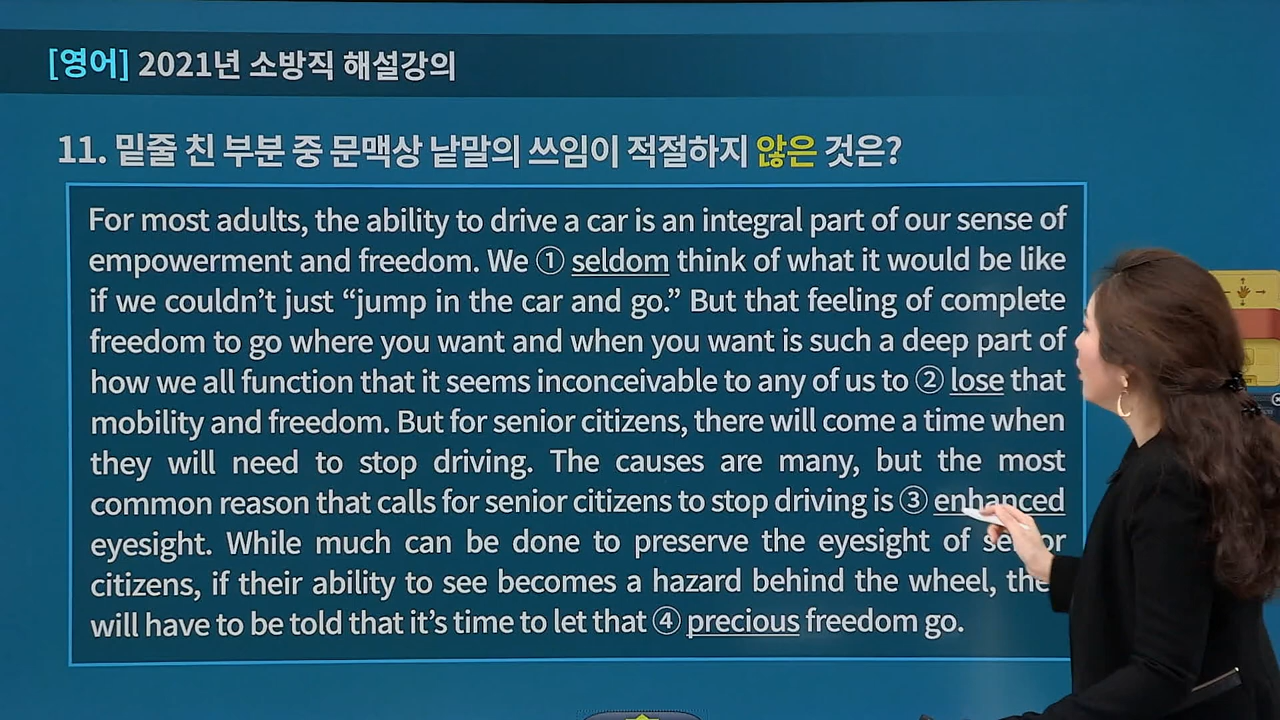 [영어] 2021년 소방직 해설강의
11. 밑줄 친 부분 중 문맥상 낱말의 쓰임이 적절하지 않은 것은?
For most adults, the ability to drive a car is an integral part of our sense of
empowerment and freedom. We ① seldom think of what it would be like
if we couldn’t just “jump in the car and go.” But that feeling of complete
freedom to go where you want and when you want is such a deep part of
how we all function that it seems inconceivable to any of us to ② lose that
mobility and freedom. But for senior citizens, there will come a time when
they will need to stop driving. The causes are many, but the most
common reason that calls for senior citizens to stop driving is ③ enhanced
eyesight. While much can be done to preserve the eyesight of
citizens, if their ability to see becomes a hazard behind the wheel,
will have to be told that it’s time to let that ④ precious freedom go.